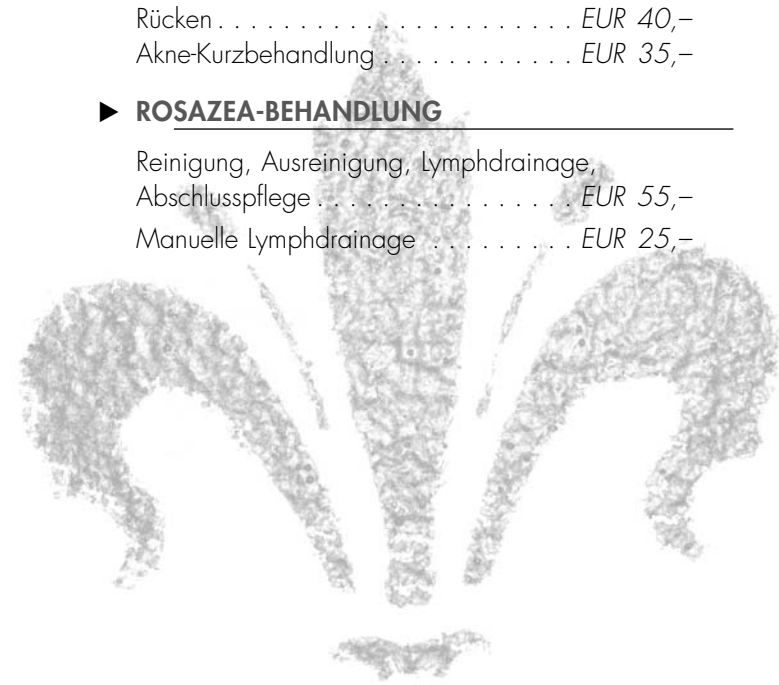 Rücken . . . . . . . . . . . . . . . . . . . . . . . EUR 40,–
Akne-Kurzbehandlung . . . . . . . . . . . . EUR 35,–
► ROSAZEA-BEHANDLUNG
Reinigung, Ausreinigung, Lymphdrainage,
Abschlusspflege . . . . . . . . . . . . . . . . EUR 55,–
Manuelle Lymphdrainage . . . . . . . . . EUR 25,–